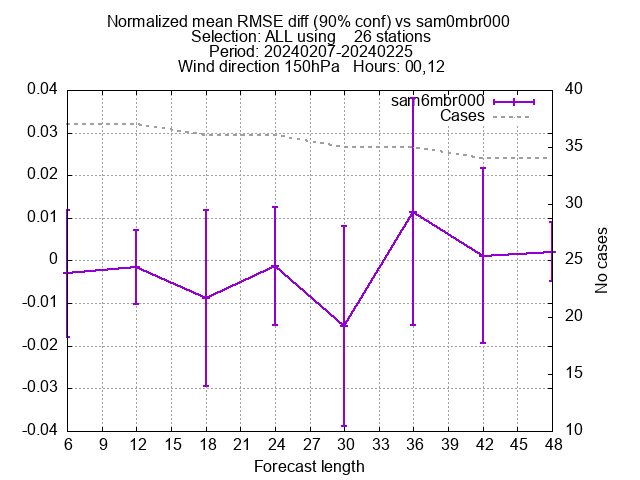 Normalized mean RMSE diff (90% conf) vs sam0mbr000
Selection: ALL using    26 stations
Period: 20240207-20240225
Wind direction 150hPa   Hours: 00,12
sam6mbr000
Cases
0.04
0.03
0.02
0.01
0
-0.01
-0.02
-0.03
-0.04
40
35
30
25
20
15
10
No cases
6 9 12 15 18 21 24 27 30 33 36 39 42 45 48
Forecast length